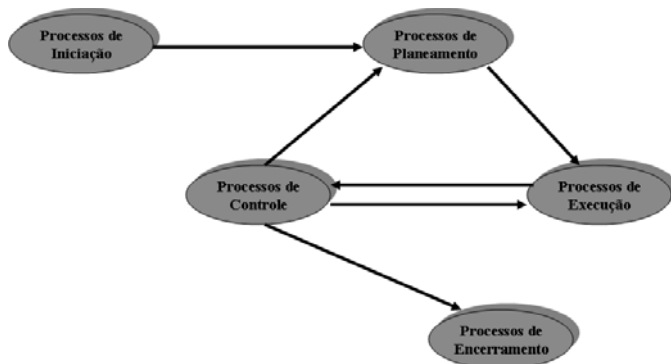 Processos de
Iniciação
Processos de
Planeamento
Processos de
Controle
Processos de
Execução
Processos de
Encerramento